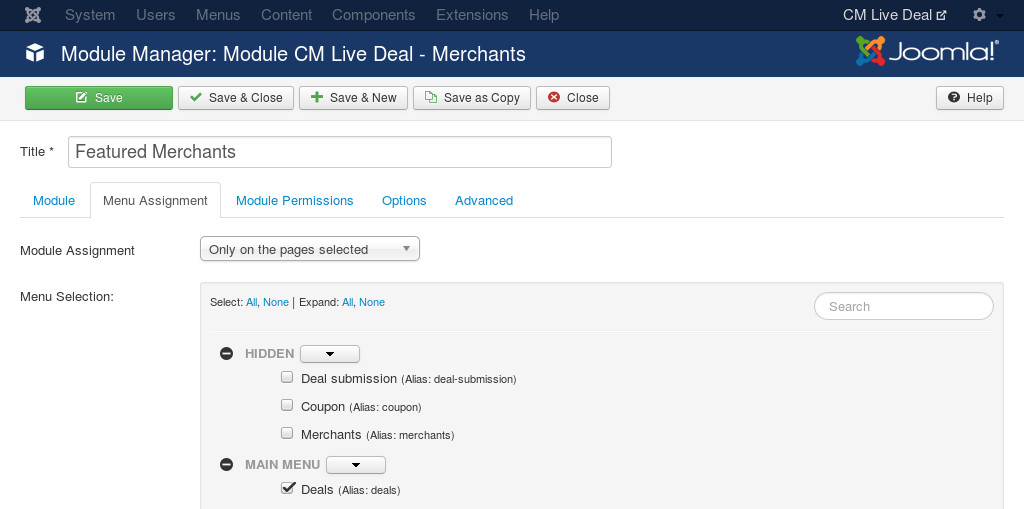 System Users Menus Content Components Extensions Help CM Live Deal
Module Manager: Module CM Live Deal - Merchants Joomla!®
Save Save & Close Save & New Save as Copy Close Help
Title * Featured Merchants
Module Menu Assignment Module Permissions Options Advanced
Module Assignment Only on the pages selected
Menu Selection: Select: All, None | Expand: All, None Search
HIDDEN
Deal submission (Alias: deal-submission)
Coupon (Alias: coupon)
Merchants (Alias: merchants)
MAIN MENU
Deals (Alias: deals)